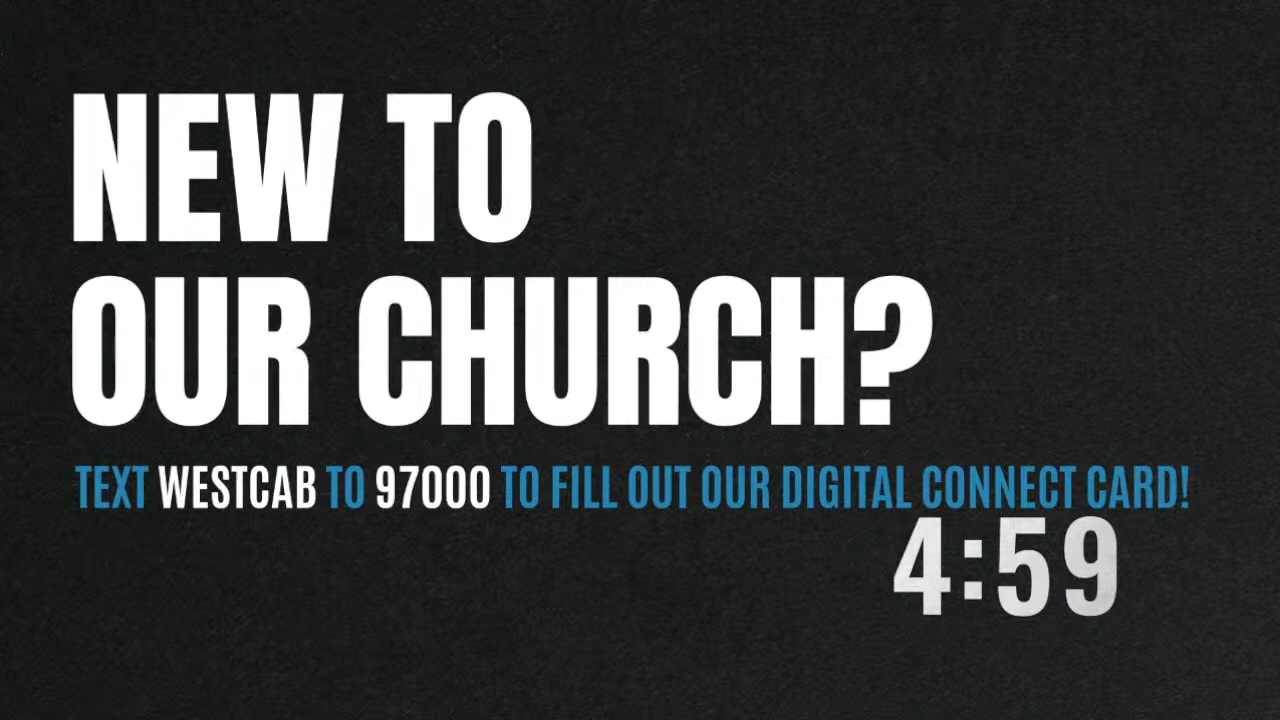 NEW TO
OUR CHURCH?
TEXT WESTCAB TO 97000 TO FILL OUT OUR DIGITAL CONNECT CARD!
4:59